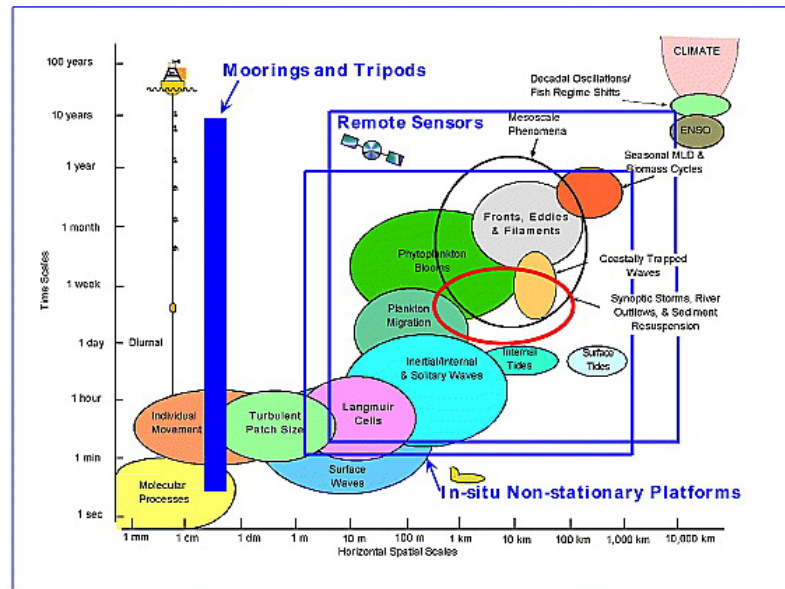 100 years
10 years
1 year
1 month
1 week
1 day
1 hour
1 min
1 sec
Time Scales
Diurnal
Moorings and Tripods
Remote Sensors
Mesoscale
Phenomena
Decadal Oscillations/
Fish Regime Shifts
CLIMATE
ENSO
Seasonal MLD &
Biomass Cycles
Fronts, Eddies
& Filaments
Phytoplankton
Blooms
Coastally Trapped
Waves
Synoptic Storms, River
Outflows, & Sediment
Resuspension
Plankton
Migration
Inertial/Internal
& Solitary Waves
Internal
Tides
Surface
Tides
Individual
Movement
Turbulent
Patch Size
Langmuir
Cells
Surface
Waves
Molecular
Processes
In-situ Non-stationary Platforms
1 mm
1 cm
1 dm
1 m
10 m
100 m
1 km
10 km
100 km
1,000 km
10,000 km
Horizontal Spatial Scales